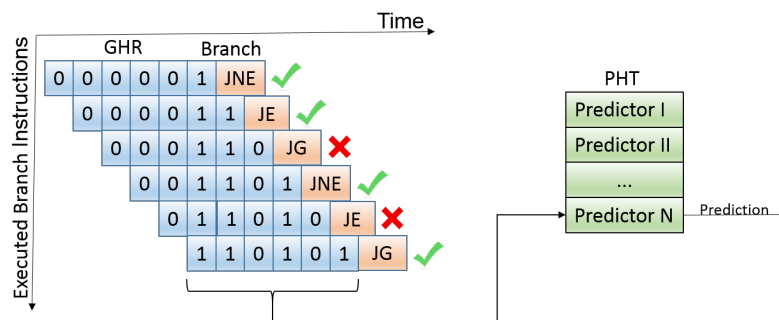 Time
Executed Branch Instructions
GHR Branch
0 0 0 0 0 1 JNE
0 0 0 0 1 1 JE
0 0 0 1 1 0 JG
0 0 1 1 0 1 JNE
0 1 1 0 1 0 JE
1 1 0 1 0 1 JG
PHT
Predictor I
Predictor II
...
Predictor N
Prediction